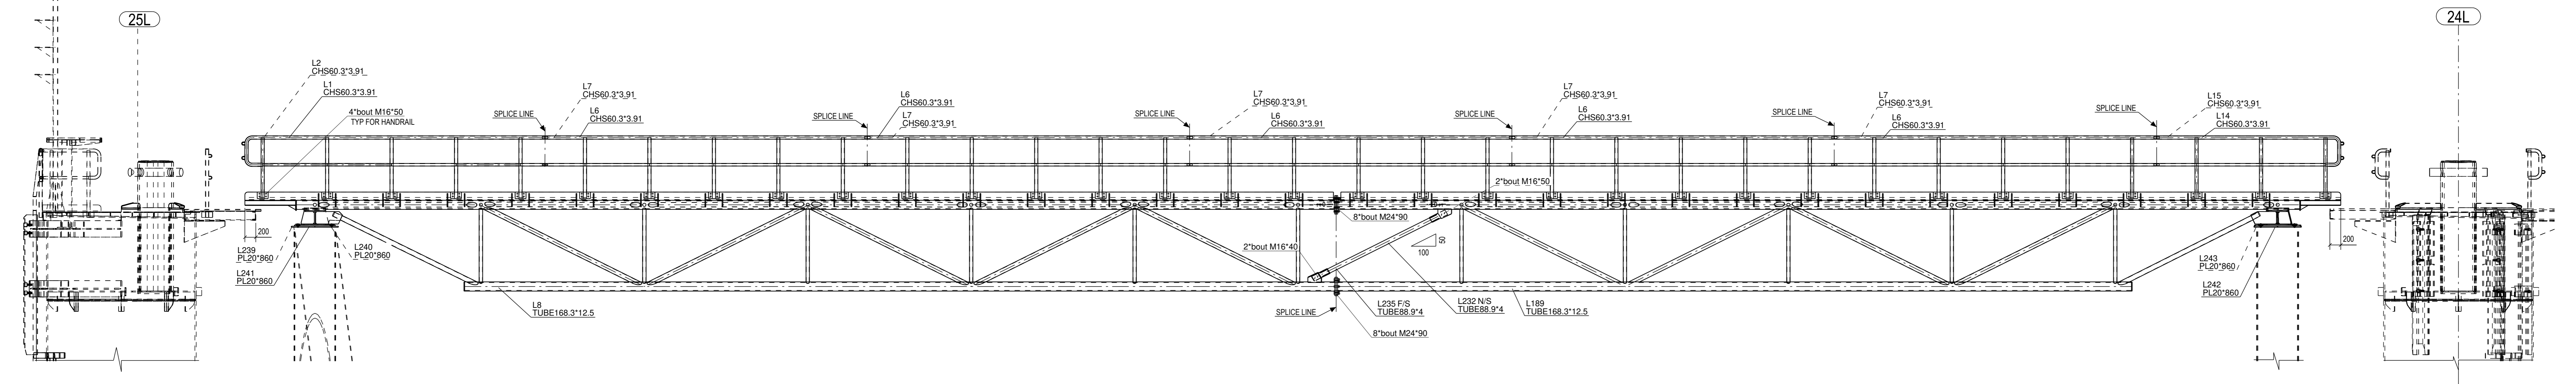 25L
24L
L2
CHS60.3*3.91
L1
CHS60.3*3.91
4*bout M16*50
TYP FOR HANDRAIL
SPLICE LINE
L7
CHS60.3*3.91
L6
CHS60.3*3.91
SPLICE LINE
L6
CHS60.3*3.91
L7
CHS60.3*3.91
SPLICE LINE
L7
CHS60.3*3.91
L6
CHS60.3*3.91
SPLICE LINE
L7
CHS60.3*3.91
L6
CHS60.3*3.91
SPLICE LINE
L7
CHS60.3*3.91
L6
CHS60.3*3.91
SPLICE LINE
L15
CHS60.3*3.91
L14
CHS60.3*3.91
2*bout M16*50
8*bout M24*90
200
L239
PL20*860
L240
PL20*860
L241
PL20*860
2*bout M16*40
50
100
200
L243
PL20*860
L242
PL20*860
L8
TUBE168.3*12.5
SPLICE LINE
L235 F/S
TUBE88.9*4
L232 N/S
TUBE88.9*4
L189
TUBE168.3*12.5
8*bout M24*90